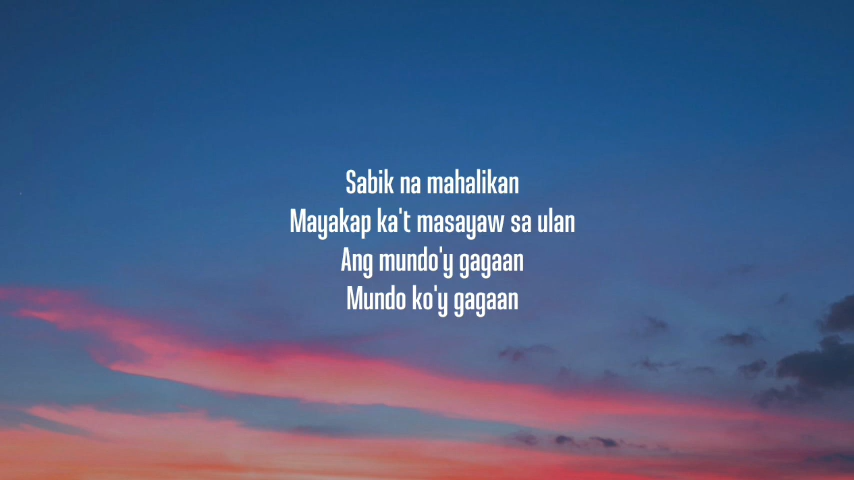 Sabik na mahalikan
Mayakap ka't masayaw sa ulan
Ang mundo'y gagaan
Mundo ko'y gagaan